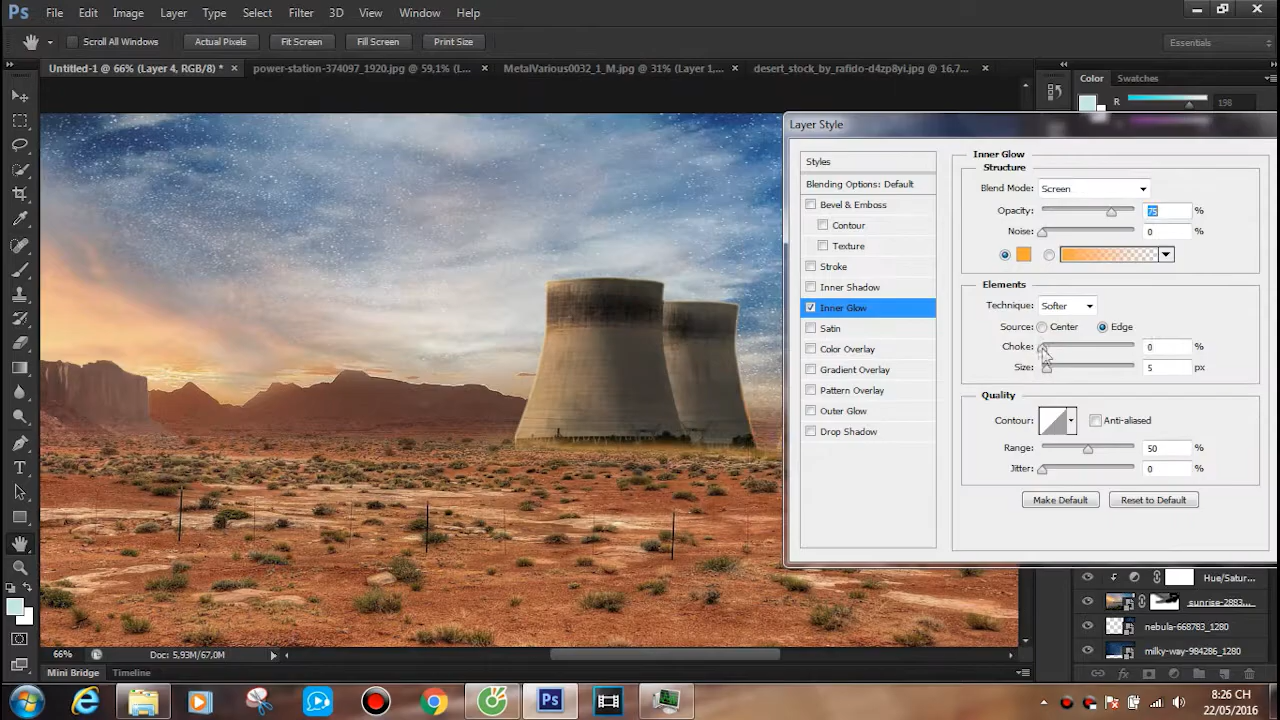 Ps File Edit Image Layer Type Select Filter 3D View Window Help
Scroll All Windows Actual Pixels Fit Screen Fill Screen Print Size Essentials
Untitled-1 @ 66% (Layer 4, RGB/8) * × power-station-374097_1920.jpg @ 59,1% (L... × MetalVarious0032_1_M.jpg @ 31% (Layer 1,... × desert_stock_by_rafido-d4zp8yi.jpg @ 16,7... ×
Color Swatches
R 198
Layer Style
Styles
Blending Options: Default
Bevel & Emboss
Contour
Texture
Stroke
Inner Shadow
Inner Glow
Satin
Color Overlay
Gradient Overlay
Pattern Overlay
Outer Glow
Drop Shadow
Inner Glow
Structure
Blend Mode: Screen
Opacity: 75 %
Noise: 0 %
Elements
Technique: Softer
Source: Center Edge
Choke: 0 %
Size: 5 px
Quality
Contour: Anti-aliased
Range: 50 %
Jitter: 0 %
Make Default Reset to Default
Hue/Satur...
sunrise-2883...
nebula-668783_1280
milky-way-984286_1280
66% Doc: 5,93M/67,0M
Mini Bridge Timeline
8:26 CH
22/05/2016